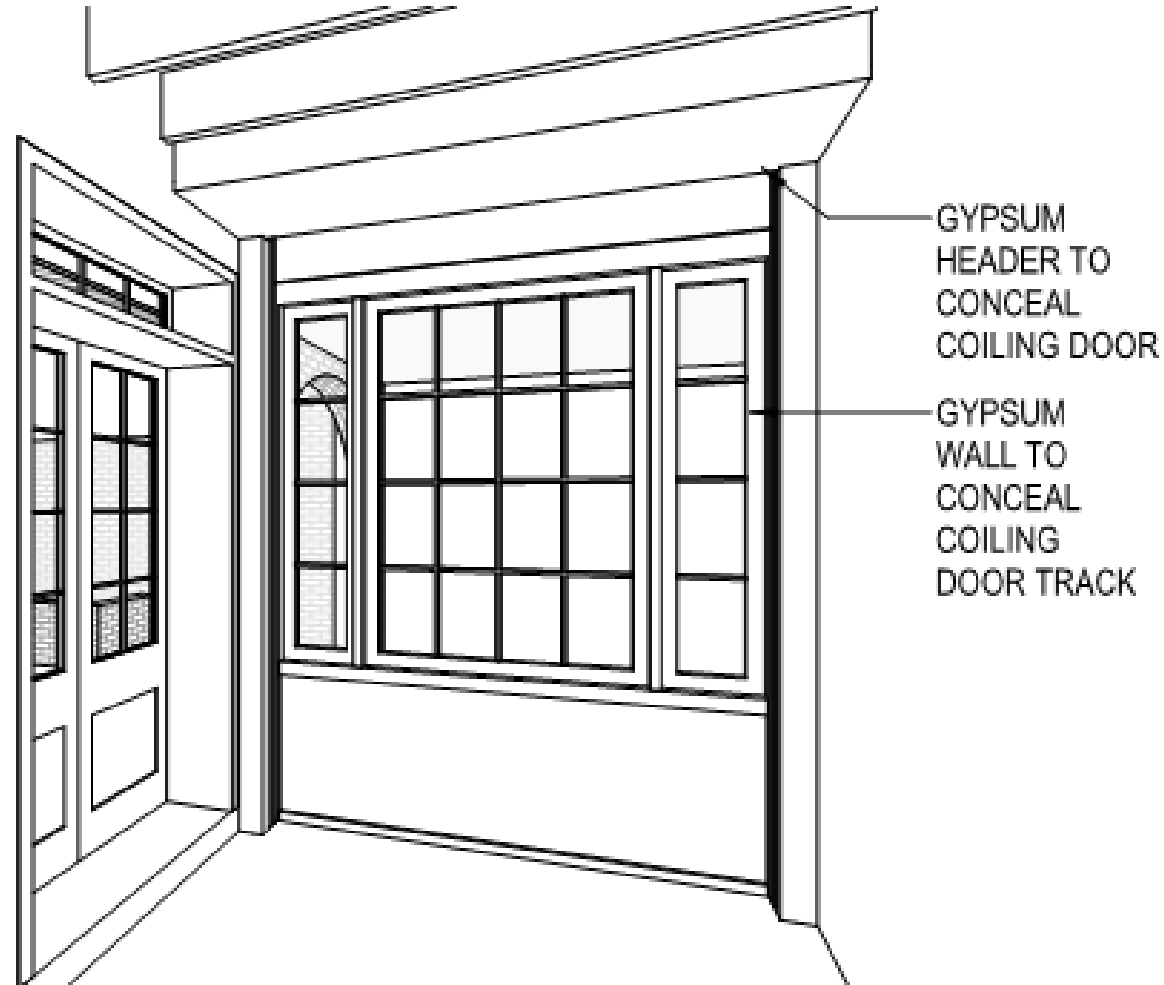 GYPSUM
HEADER TO
CONCEAL
COILING DOOR
GYPSUM
WALL TO
CONCEAL
COILING
DOOR TRACK